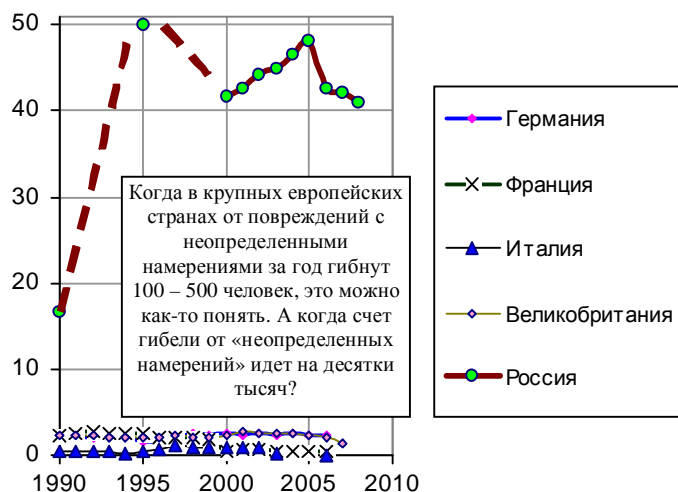 50
40
30
20
10
0
1990 1995 2000 2005 2010
Когда в крупных европейских
странах от повреждений с
неопределенными
намерениями за год гибнут
100 – 500 человек, это можно
как-то понять. А когда счет
гибели от «неопределенных
намерений» идет на десятки
тысяч?
Германия
Франция
Италия
Великобритания
Россия